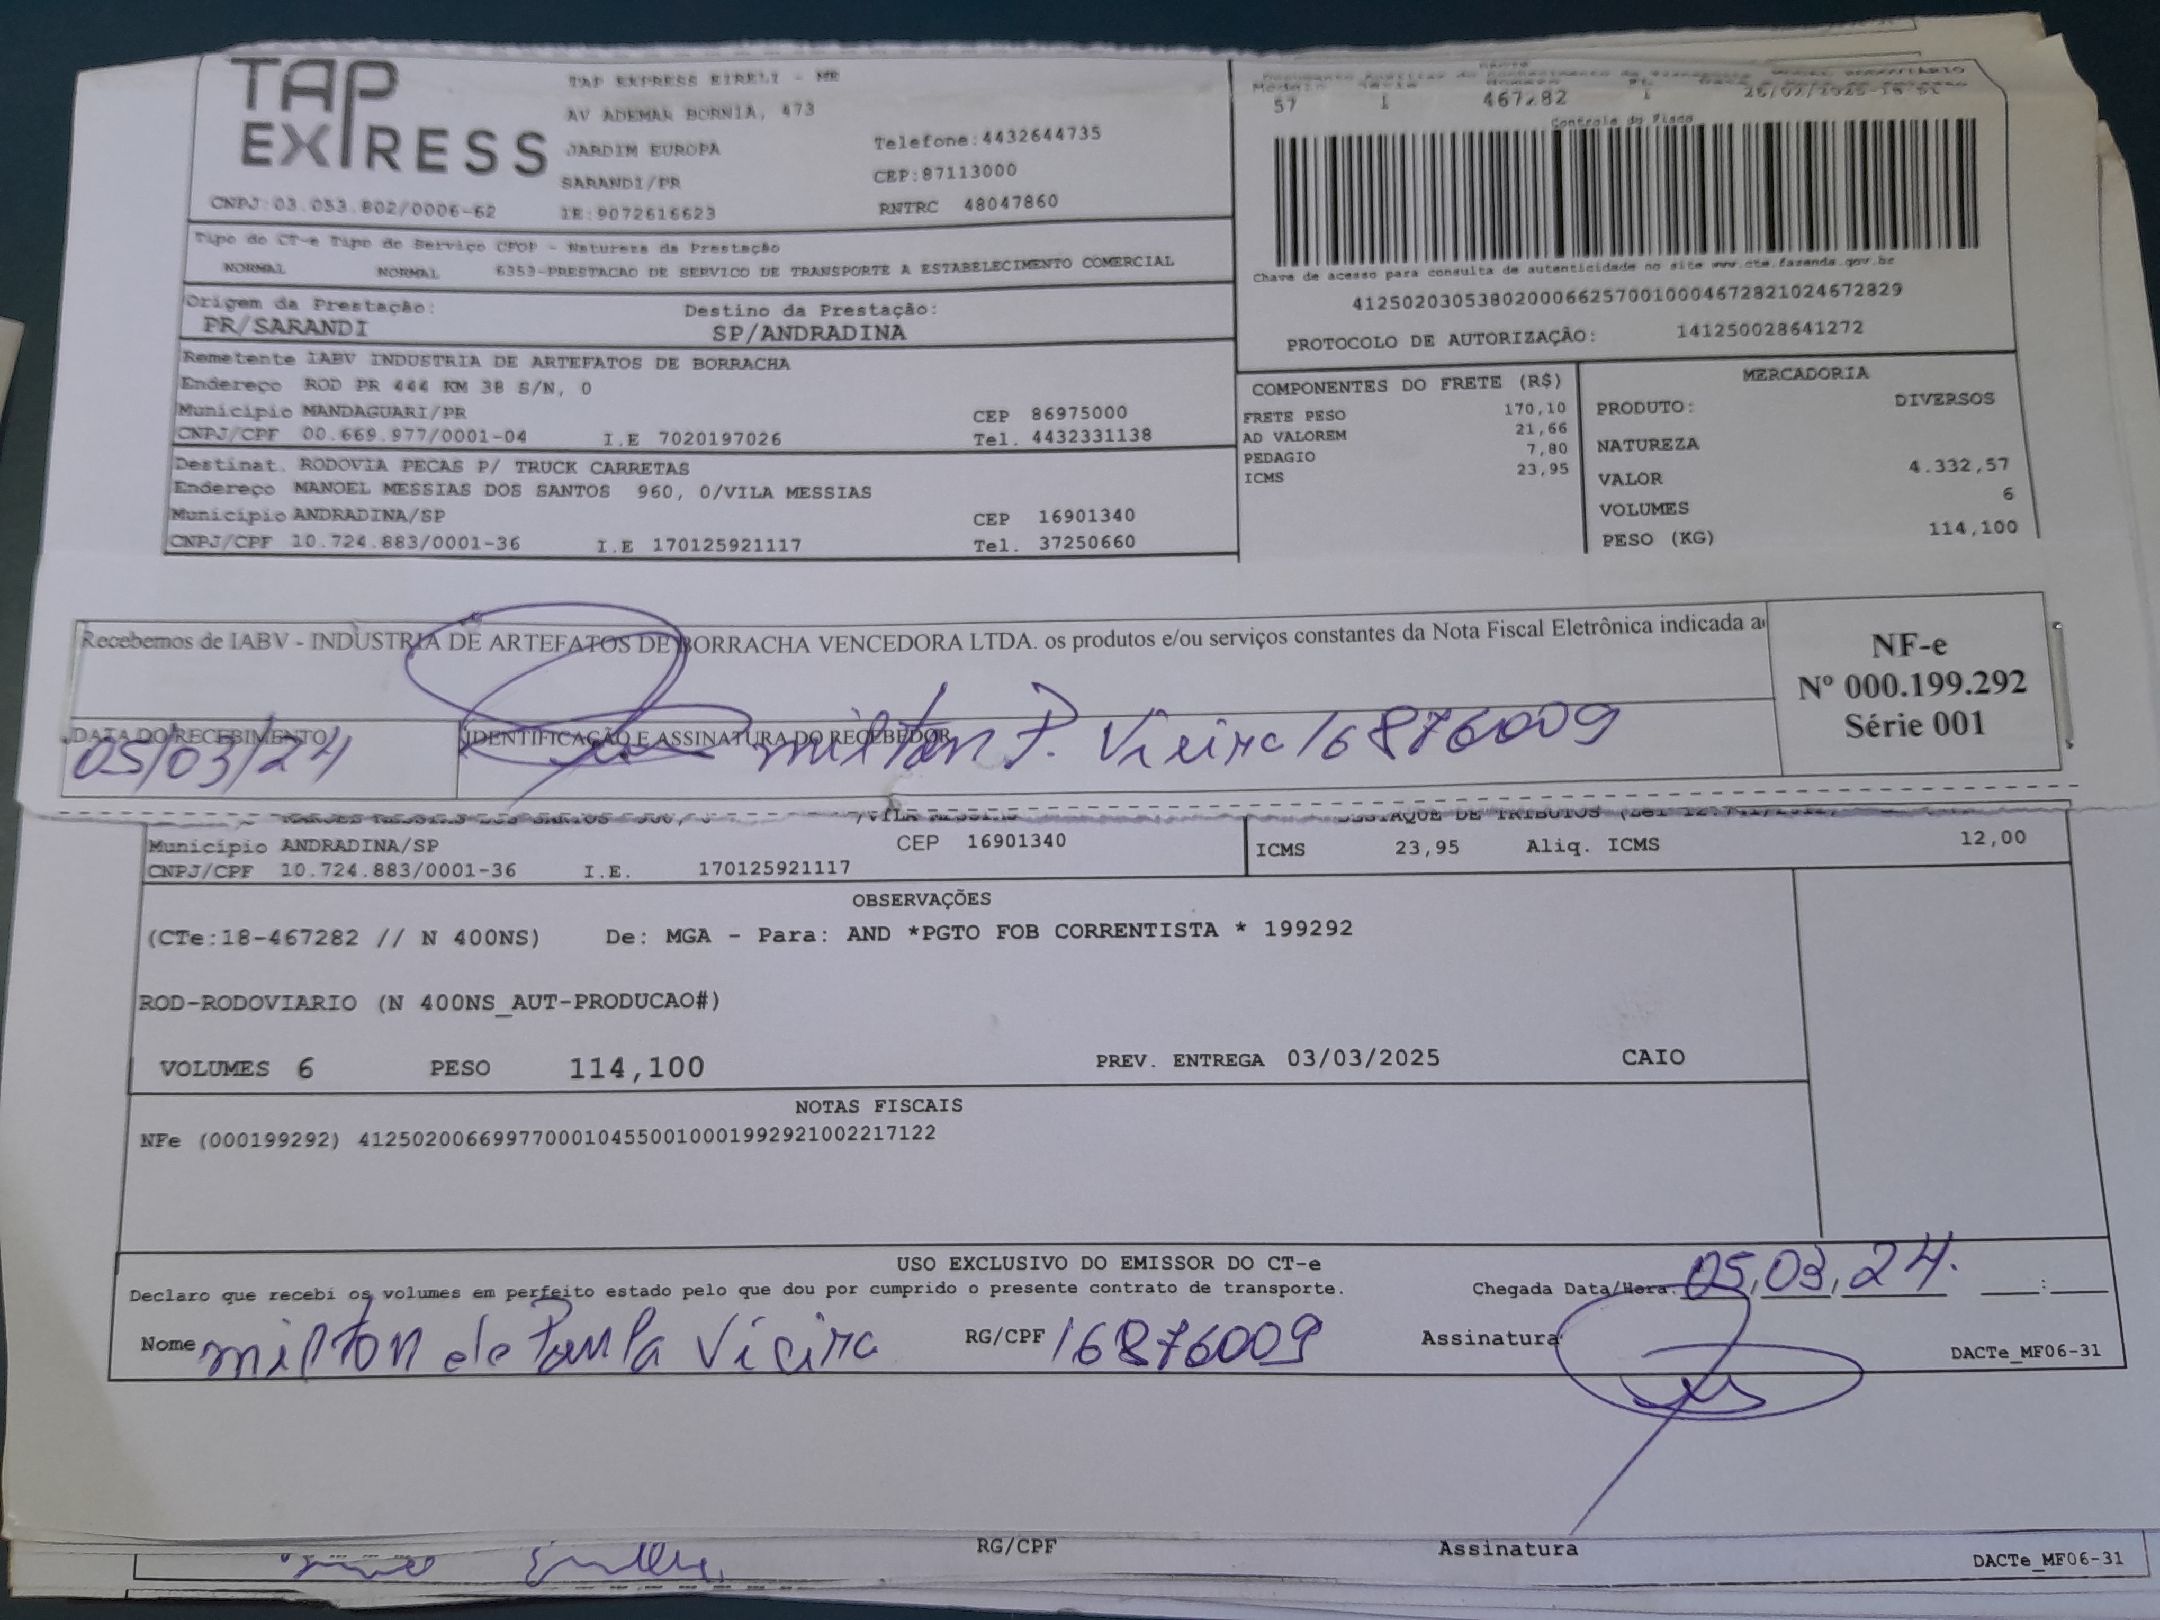 TAP
EXPRESS
TAP EXPRESS EIRELI - ME
AV ADEMAR BORNIA, 473
JARDIM EUROPA
Telefone:4432644735
SARANDI/PR
CEP:87113000
CNPJ:03.053.802/0006-62 IE:9072616623
RNTRC 48047860
57 1 467282 1
Controle do Fisco
Chave de acesso para consulta de autenticidade no site www.cte.fazenda.gov.br
41250203053802000662570010004672821024672829
PROTOCOLO DE AUTORIZAÇÃO: 141250028641272
Tipo do CT-e Tipo do Serviço CFOP - Natureza da Prestação
NORMAL NORMAL 6353-PRESTACAO DE SERVICO DE TRANSPORTE A ESTABELECIMENTO COMERCIAL
Origem da Prestação: Destino da Prestação:
PR/SARANDI SP/ANDRADINA
Remetente IABV INDUSTRIA DE ARTEFATOS DE BORRACHA
Endereço ROD PR 444 KM 38 S/N, 0
Município MANDAGUARI/PR CEP 86975000
CNPJ/CPF 00.669.977/0001-04 I.E 7020197026 Tel. 4432331138
Destinat. RODOVIA PECAS P/ TRUCK CARRETAS
Endereço MANOEL MESSIAS DOS SANTOS 960, 0/VILA MESSIAS
Município ANDRADINA/SP CEP 16901340
CNPJ/CPF 10.724.883/0001-36 I.E 170125921117 Tel. 37250660
COMPONENTES DO FRETE (R$)
FRETE PESO 170,10
AD VALOREM 21,66
PEDAGIO 7,80
ICMS 23,95
MERCADORIA
PRODUTO: DIVERSOS
NATUREZA
VALOR 4.332,57
VOLUMES 6
PESO (KG) 114,100
Recebemos de IABV - INDUSTRIA DE ARTEFATOS DE BORRACHA VENCEDORA LTDA. os produtos e/ou serviços constantes da Nota Fiscal Eletrônica indicada a
NF-e
Nº 000.199.292
Série 001
DATA DO RECEBIMENTO IDENTIFICAÇÃO E ASSINATURA DO RECEBEDOR
05/03/24 milton P. Vieira 16876009
Município ANDRADINA/SP CEP 16901340
CNPJ/CPF 10.724.883/0001-36 I.E. 170125921117
ICMS 23,95 Aliq. ICMS 12,00
OBSERVAÇÕES
(CTe:18-467282 // N 400NS) De: MGA - Para: AND *PGTO FOB CORRENTISTA * 199292
ROD-RODOVIARIO (N 400NS_AUT-PRODUCAO#)
VOLUMES 6 PESO 114,100 PREV. ENTREGA 03/03/2025 CAIO
NOTAS FISCAIS
NFe (000199292) 41250200669977000104550010001992921002217122
USO EXCLUSIVO DO EMISSOR DO CT-e
Declaro que recebi os volumes em perfeito estado pelo que dou por cumprido o presente contrato de transporte. Chegada Data/Hora: 05,03,24. :
Nome milton de Paula Vieira RG/CPF 16876009 Assinatura
DACTe_MF06-31
RG/CPF Assinatura DACTe_MF06-31